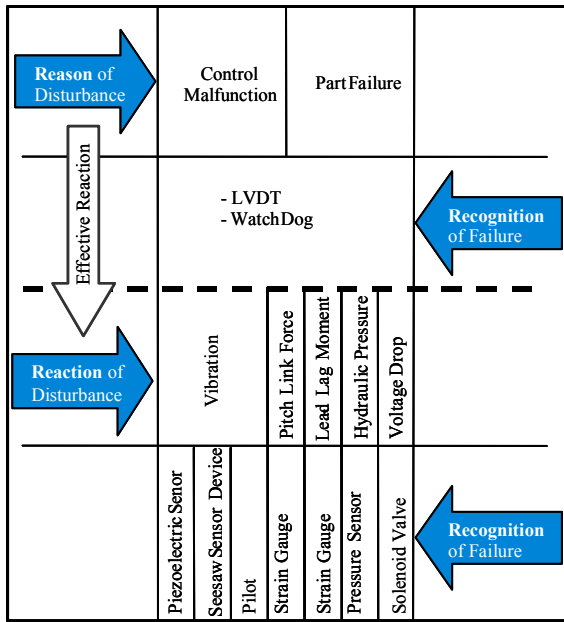 Reason of
Disturbance
Control
Malfunction
Part Failure
Effective Reaction
- LVDT
- WatchDog
Recognition
of Failure
Reaction of
Disturbance
Vibration
Pitch Link Force
Lead Lag Moment
Hydraulic Pressure
Voltage Drop
Piezoelectric Senor
Seesaw Sensor Device
Pilot
Strain Gauge
Strain Gauge
Pressure Sensor
Solenoid Valve
Recognition
of Failure